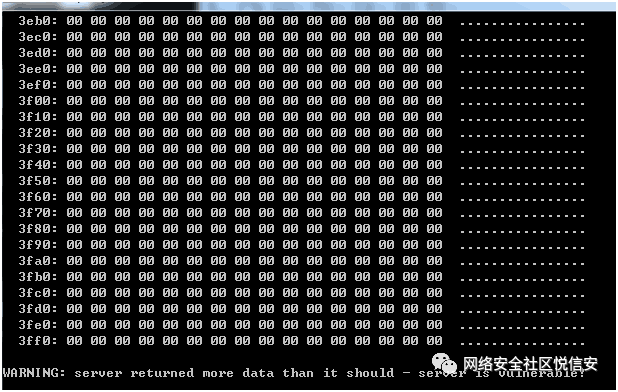 3eb0: 00 00 00 00 00 00 00 00 00 00 00 00 00 00 00 00 ................
3ec0: 00 00 00 00 00 00 00 00 00 00 00 00 00 00 00 00 ................
3ed0: 00 00 00 00 00 00 00 00 00 00 00 00 00 00 00 00 ................
3ee0: 00 00 00 00 00 00 00 00 00 00 00 00 00 00 00 00 ................
3ef0: 00 00 00 00 00 00 00 00 00 00 00 00 00 00 00 00 ................
3f00: 00 00 00 00 00 00 00 00 00 00 00 00 00 00 00 00 ................
3f10: 00 00 00 00 00 00 00 00 00 00 00 00 00 00 00 00 ................
3f20: 00 00 00 00 00 00 00 00 00 00 00 00 00 00 00 00 ................
3f30: 00 00 00 00 00 00 00 00 00 00 00 00 00 00 00 00 ................
3f40: 00 00 00 00 00 00 00 00 00 00 00 00 00 00 00 00 ................
3f50: 00 00 00 00 00 00 00 00 00 00 00 00 00 00 00 00 ................
3f60: 00 00 00 00 00 00 00 00 00 00 00 00 00 00 00 00 ................
3f70: 00 00 00 00 00 00 00 00 00 00 00 00 00 00 00 00 ................
3f80: 00 00 00 00 00 00 00 00 00 00 00 00 00 00 00 00 ................
3f90: 00 00 00 00 00 00 00 00 00 00 00 00 00 00 00 00 ................
3fa0: 00 00 00 00 00 00 00 00 00 00 00 00 00 00 00 00 ................
3fb0: 00 00 00 00 00 00 00 00 00 00 00 00 00 00 00 00 ................
3fc0: 00 00 00 00 00 00 00 00 00 00 00 00 00 00 00 00 ................
3fd0: 00 00 00 00 00 00 00 00 00 00 00 00 00 00 00 00 ................
3fe0: 00 00 00 00 00 00 00 00 00 00 00 00 00 00 00 00 ................
3ff0: 00 00 00 00 00 00 00 00 00 00 00 00 00 00 00 00 ................
WARNING: server returned more data than it should - server is vulnerable!
网络安全社区悦信安